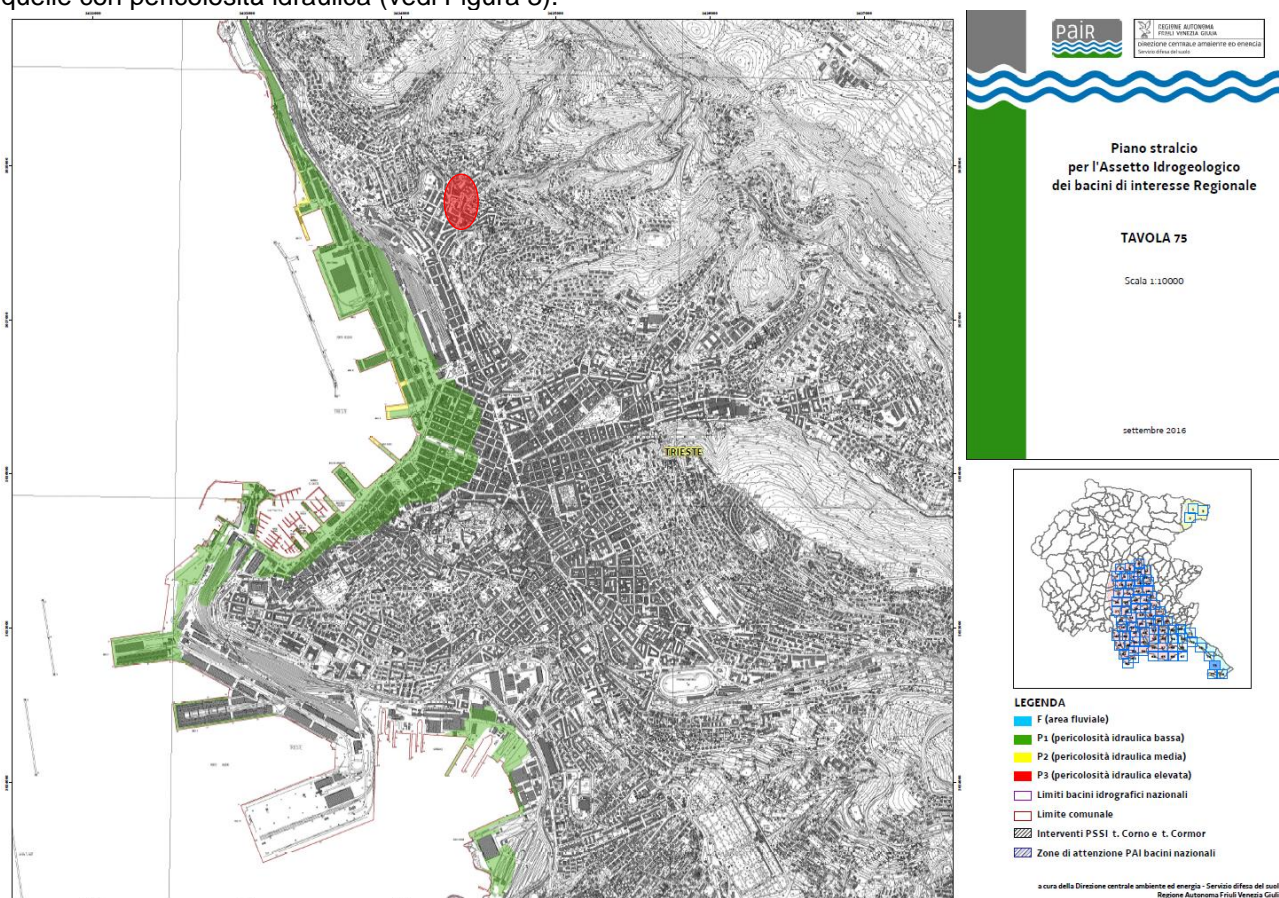 quelle con pericolosità idraulica (vedi Figura 3).
PAIR
REGIONE AUTONOMA
FRIULI VENEZIA GIULIA
Direzione centrale ambiente ed energia
Servizio difesa del suolo
Piano stralcio
per l'Assetto Idrogeologico
dei bacini di interesse Regionale
TAVOLA 75
Scala 1:10000
settembre 2016
TRIESTE
LEGENDA
F (area fluviale)
P1 (pericolosità idraulica bassa)
P2 (pericolosità idraulica media)
P3 (pericolosità idraulica elevata)
Limiti bacini idrografici nazionali
Limite comunale
Interventi PSSI t. Corno e t. Cormor
Zone di attenzione PAI bacini nazionali
a cura della Direzione centrale ambiente ed energia - Servizio difesa del suol
Regione Autonoma Friuli Venezia Giuli